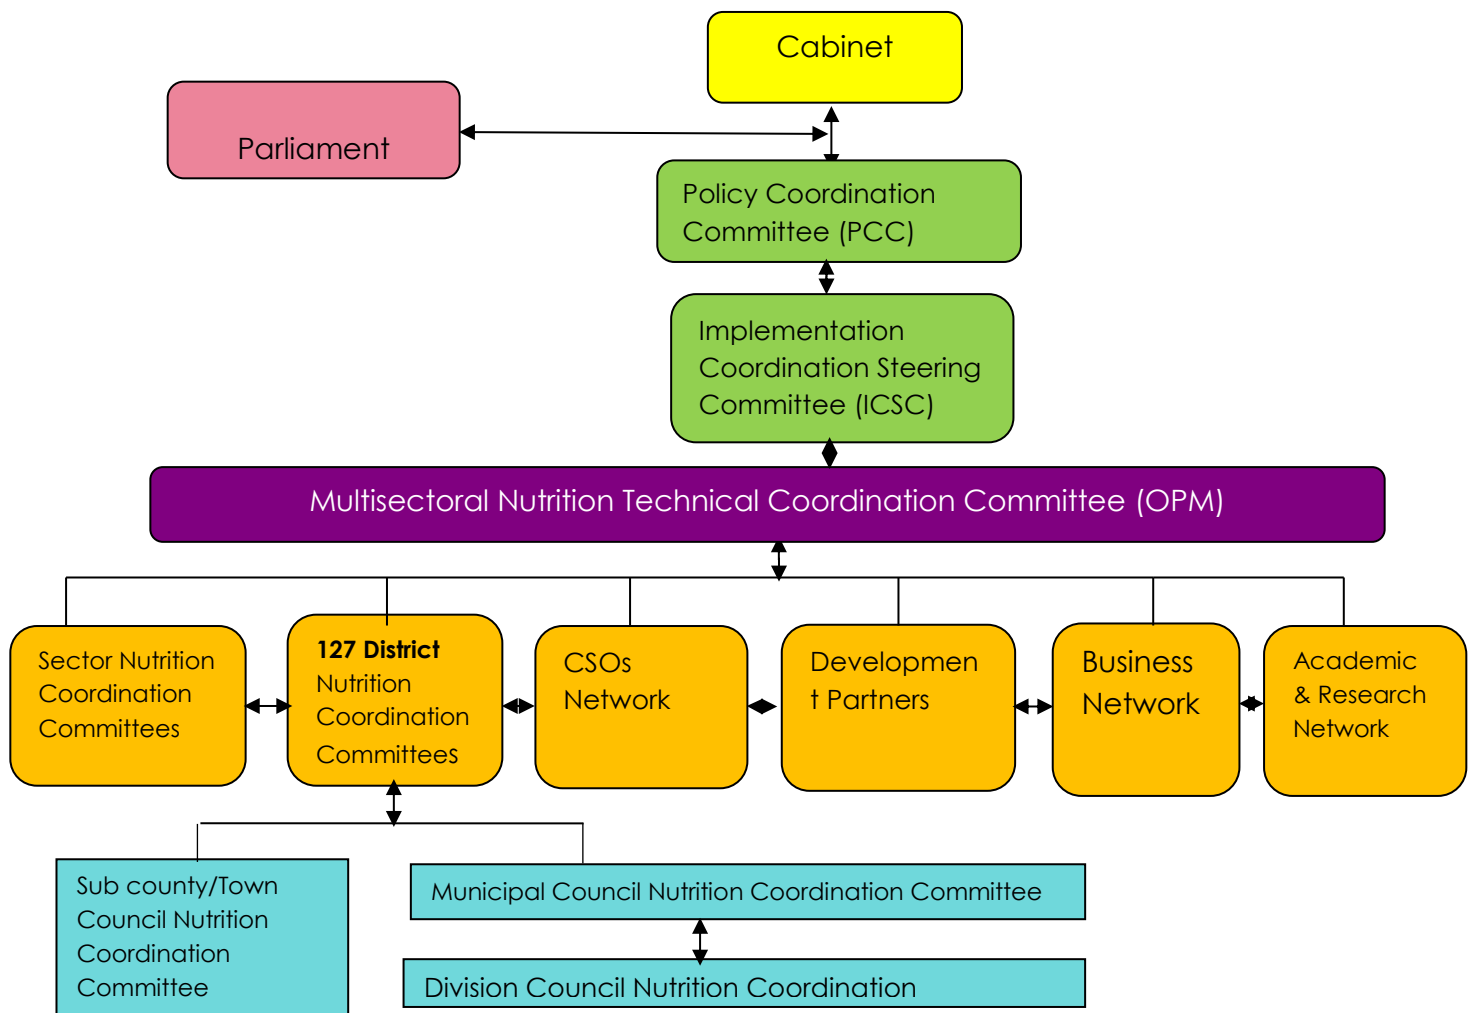 Cabinet
Parliament
Policy Coordination
Committee (PCC)
Implementation
Coordination Steering
Committee (ICSC)
Multisectoral Nutrition Technical Coordination Committee (OPM)
Sector Nutrition
Coordination
Committees
127 District
Nutrition
Coordination
Committees
CSOs
Network
Developmen
t Partners
Business
Network
Academic
& Research
Network
Sub county/Town
Council Nutrition
Coordination
Committee
Municipal Council Nutrition Coordination Committee
Division Council Nutrition Coordination